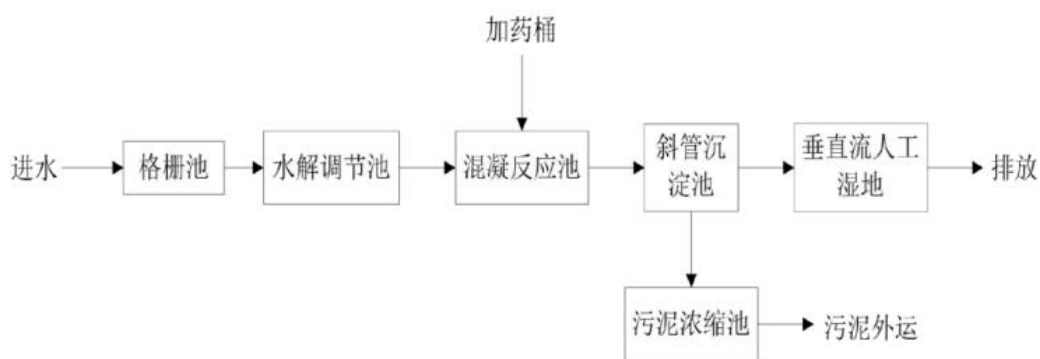 加药桶
进水
格栅池
水解调节池
混凝反应池
斜管沉
淀池
垂直流人工
湿地
排放
污泥浓缩池
污泥外运